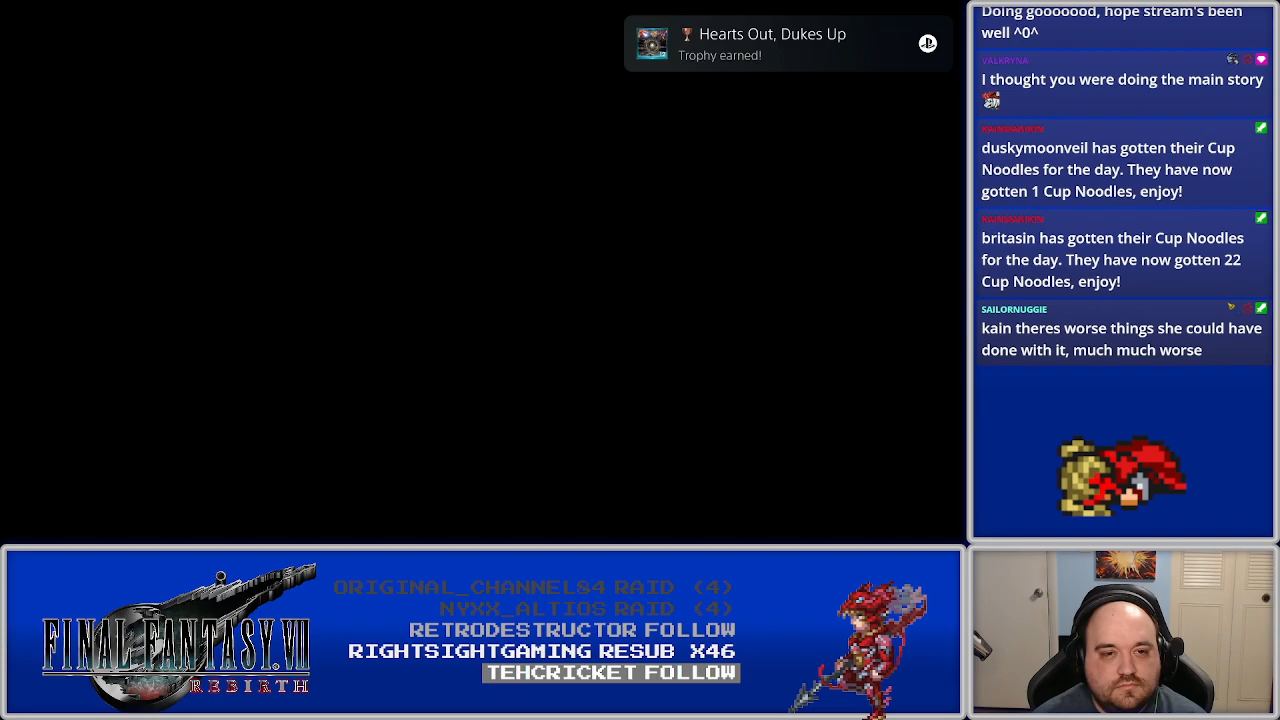 Hearts Out, Dukes Up
Trophy earned!
Doing gooooood, hope stream's been
well ^0^
VALKRYNA
I thought you were doing the main story
duskymoonveil has gotten their Cup
Noodles for the day. They have now
gotten 1 Cup Noodles, enjoy!
britasin has gotten their Cup Noodles
for the day. They have now gotten 22
Cup Noodles, enjoy!
SAILORNUGGIE
kain theres worse things she could have
done with it, much much worse
FINAL FANTASY VII
REBIRTH
ORIGINAL_CHANNEL84 RAID (4)
NYXX_ALTIOS RAID (4)
RETRODESTRUCTOR FOLLOW
RIGHTSIGHTGAMING RESUB X46
TEHCRICKET FOLLOW